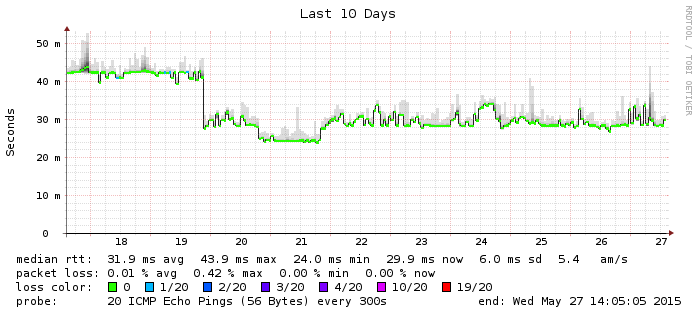 Last 10 Days
RRDTOOL / TOBI OETIKER
Seconds
50 m
40 m
30 m
20 m
10 m
0
18 19 20 21 22 23 24 25 26 27
median rtt: 31.9 ms avg 43.9 ms max 24.0 ms min 29.9 ms now 6.0 ms sd 5.4 am/s
packet loss: 0.01 % avg 0.42 % max 0.00 % min 0.00 % now
loss color: 0 1/20 2/20 3/20 4/20 10/20 19/20
probe: 20 ICMP Echo Pings (56 Bytes) every 300s end: Wed May 27 14:05:05 2015